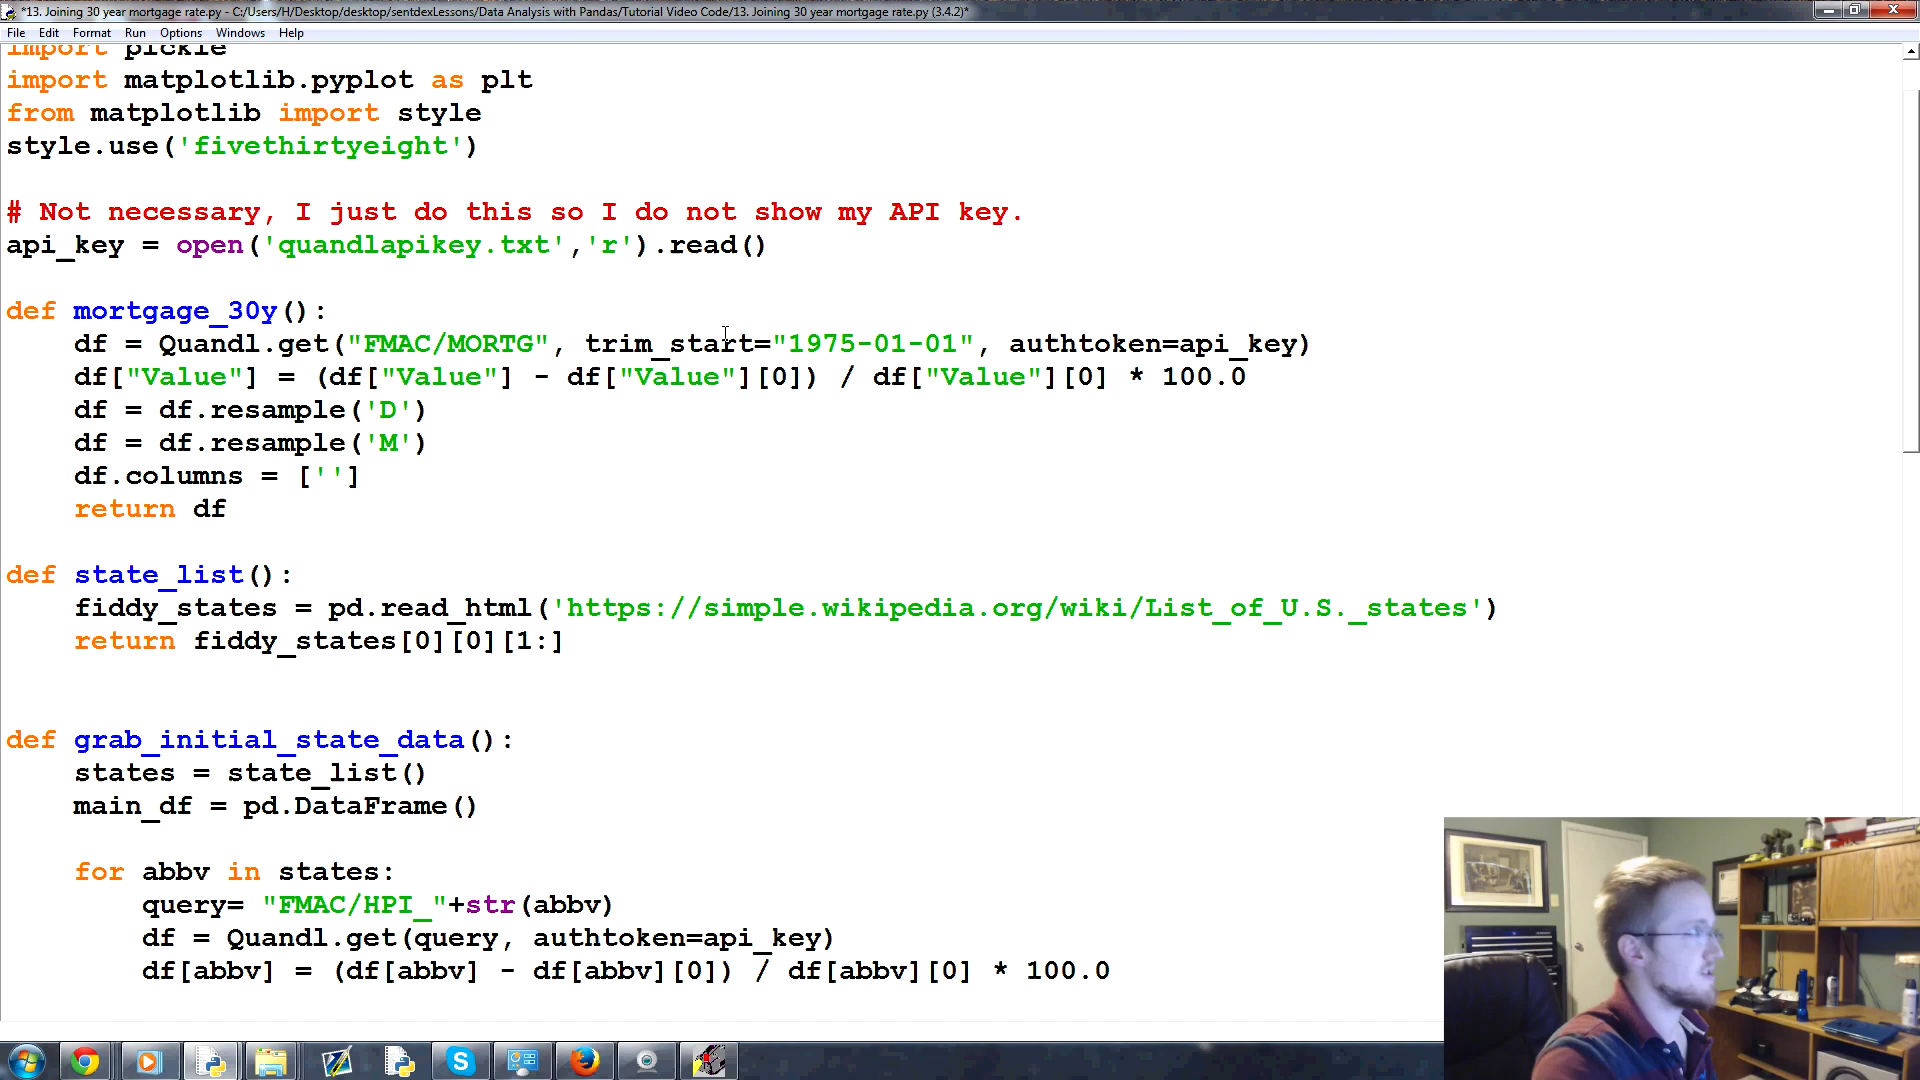 *13. Joining 30 year mortgage rate.py - C:/Users/H/Desktop/desktop/sentdexLessons/Data Analysis with Pandas/Tutorial Video Code/13. Joining 30 year mortgage rate.py (3.4.2)*
File Edit Format Run Options Windows Help
import pickle
import matplotlib.pyplot as plt
from matplotlib import style
style.use('fivethirtyeight')
# Not necessary, I just do this so I do not show my API key.
api_key = open('quandlapikey.txt','r').read()
def mortgage_30y():
    df = Quandl.get("FMAC/MORTG", trim_start="1975-01-01", authtoken=api_key)
    df["Value"] = (df["Value"] - df["Value"][0]) / df["Value"][0] * 100.0
    df = df.resample('D')
    df = df.resample('M')
    df.columns = ['']
    return df
def state_list():
    fiddy_states = pd.read_html('https://simple.wikipedia.org/wiki/List_of_U.S._states')
    return fiddy_states[0][0][1:]
def grab_initial_state_data():
    states = state_list()
    main_df = pd.DataFrame()
    for abbv in states:
        query= "FMAC/HPI_"+str(abbv)
        df = Quandl.get(query, authtoken=api_key)
        df[abbv] = (df[abbv] - df[abbv][0]) / df[abbv][0] * 100.0